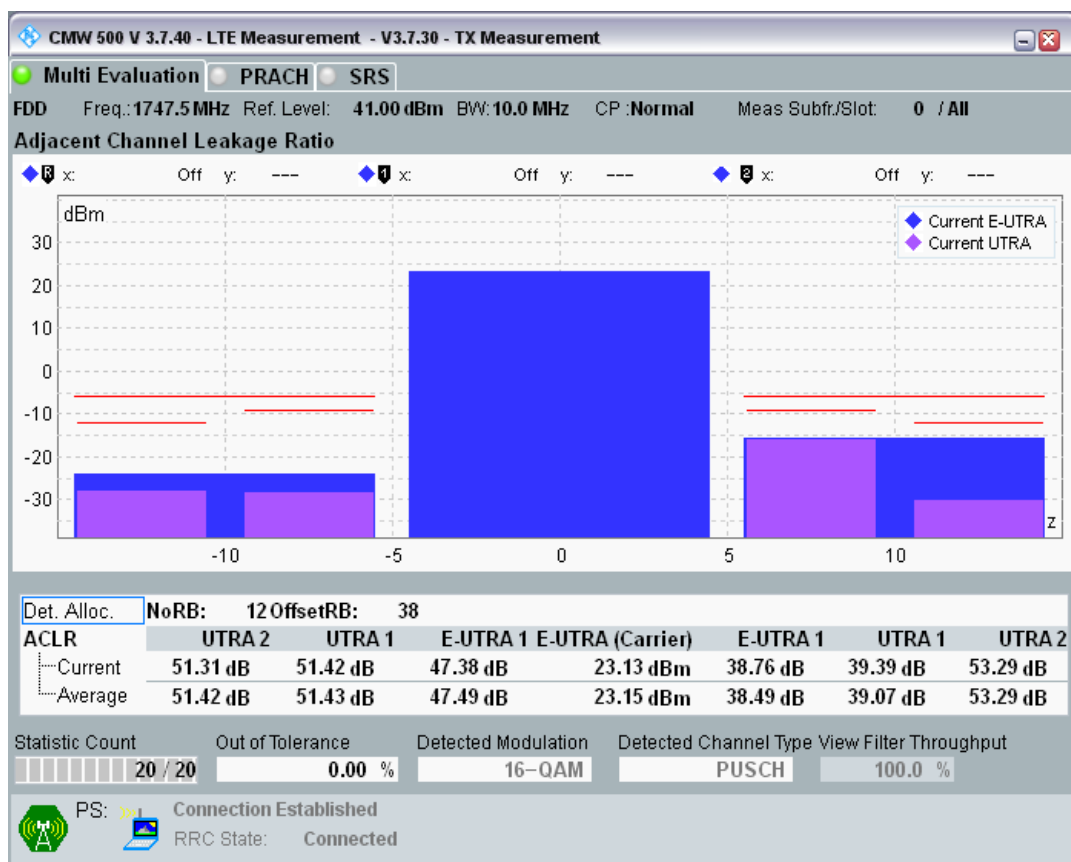 CMW 500 V 3.7.40 - LTE Measurement - V3.7.30 - TX Measurement
Multi Evaluation PRACH SRS
FDD Freq.: 1747.5 MHz Ref. Level: 41.00 dBm BW: 10.0 MHz CP :Normal Meas Subfr./Slot: 0 / All
Adjacent Channel Leakage Ratio
R x: Off y: --- 1 x: Off y: --- 2 x: Off y: ---
dBm
Current E-UTRA
Current UTRA
30
20
10
0
-10
-20
-30
z
-10 -5 0 5 10
Det. Alloc. NoRB: 12 OffsetRB: 38
ACLR UTRA 2 UTRA 1 E-UTRA 1 E-UTRA (Carrier) E-UTRA 1 UTRA 1 UTRA 2
Current 51.31 dB 51.42 dB 47.38 dB 23.13 dBm 38.76 dB 39.39 dB 53.29 dB
Average 51.42 dB 51.43 dB 47.49 dB 23.15 dBm 38.49 dB 39.07 dB 53.29 dB
Statistic Count Out of Tolerance Detected Modulation Detected Channel Type View Filter Throughput
20 / 20 0.00 % 16-QAM PUSCH 100.0 %
PS: Connection Established
RRC State: Connected